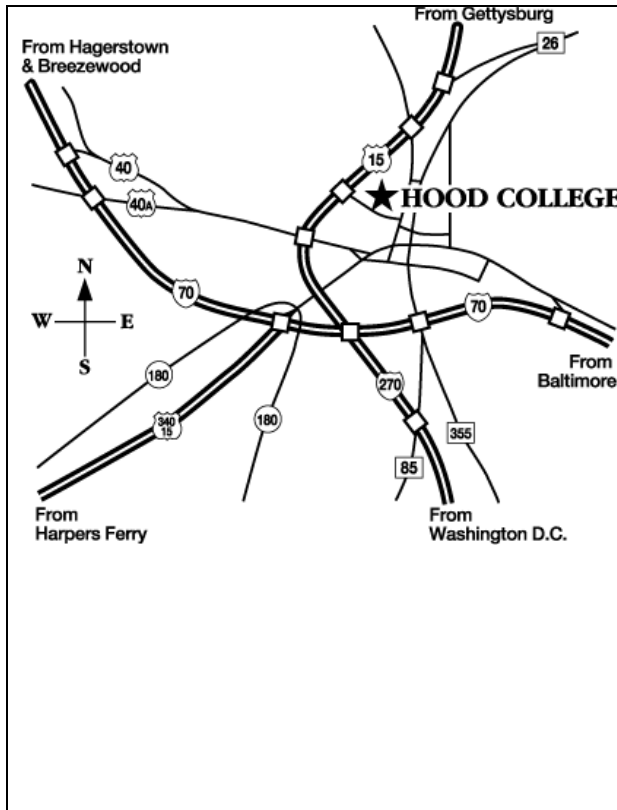 From Gettysburg
26
From Hagerstown
& Breezewood
15
40
HOOD COLLEGE
40A
N
W E
S
70
70
From
Baltimore
180
270
340
15
180
355
85
From
Harpers Ferry
From
Washington D.C.